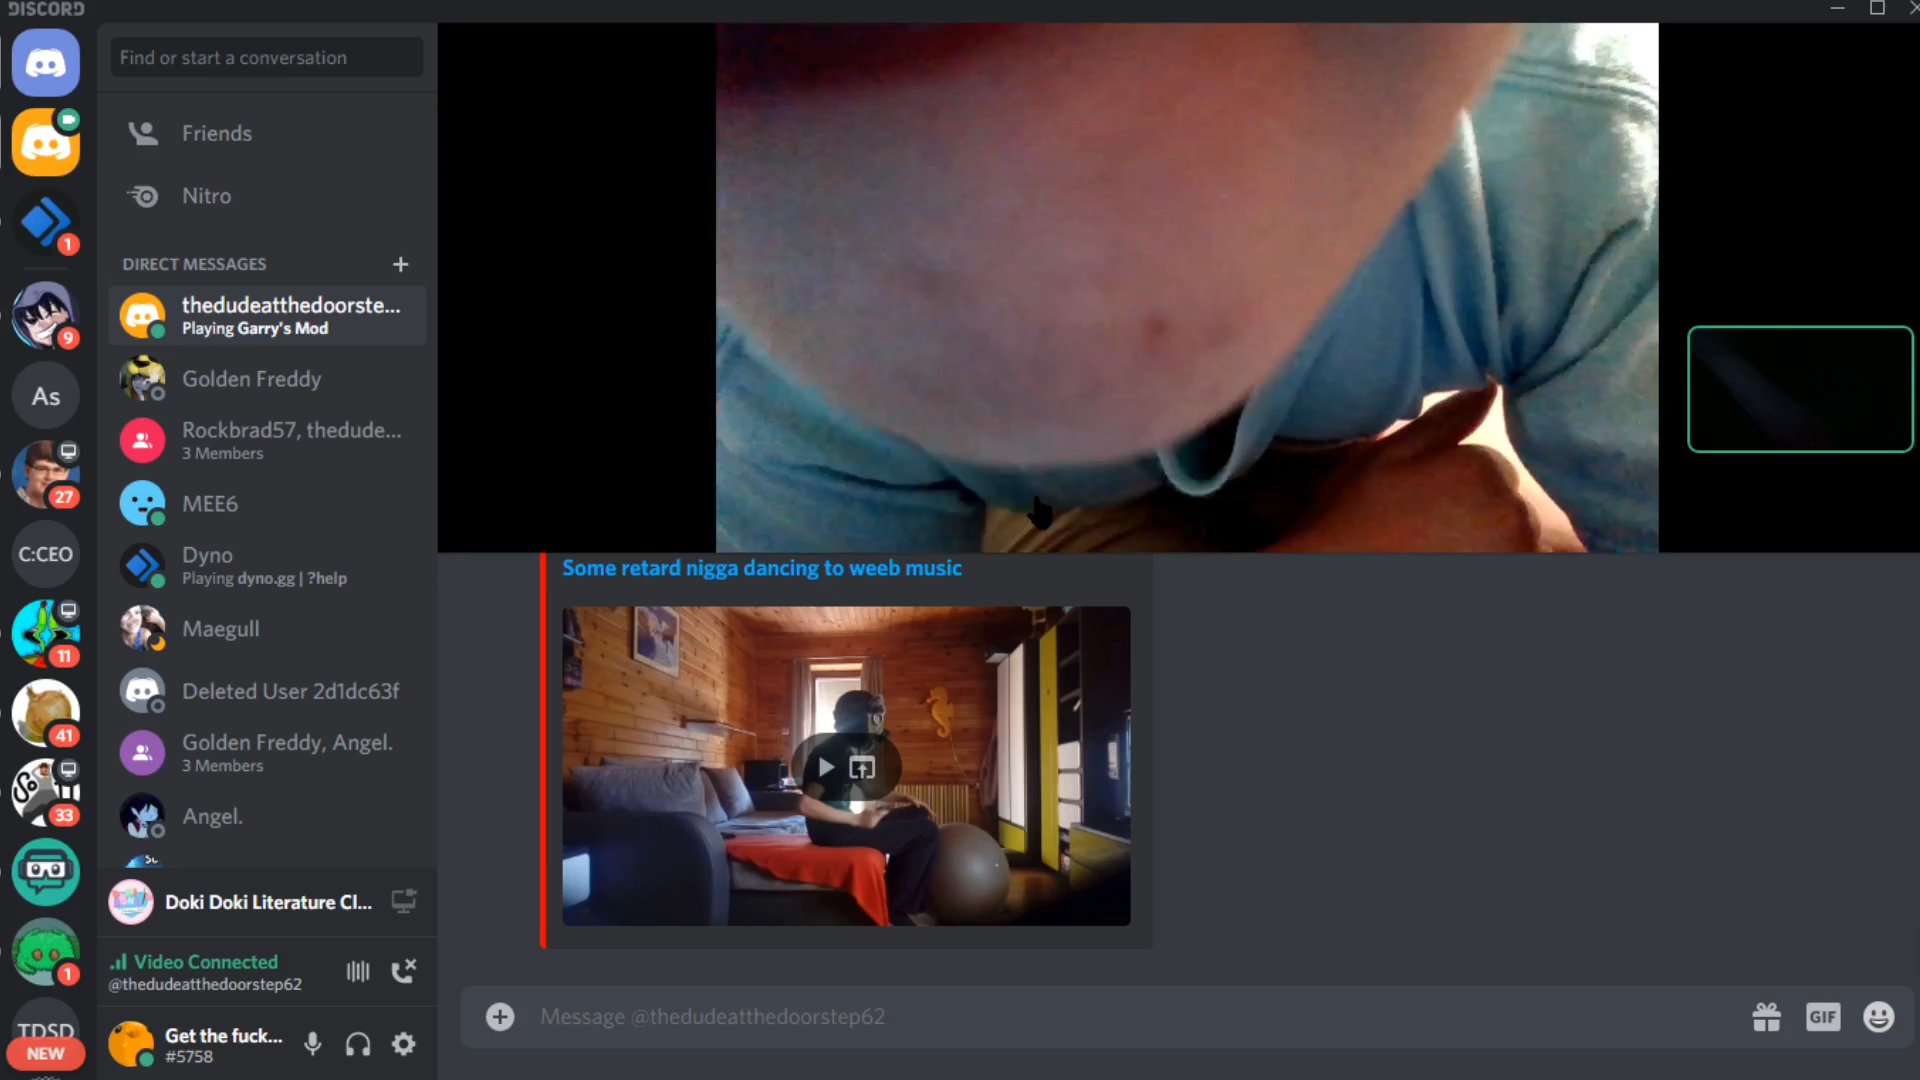 DISCORD
Find or start a conversation
Friends
Nitro
DIRECT MESSAGES
thedudeatthedoorste...
Playing Garry's Mod
Golden Freddy
Rockbrad57, thedude...
3 Members
MEE6
Dyno
Playing dyno.gg | ?help
Maegull
Deleted User 2d1dc63f
Golden Freddy, Angel.
3 Members
Angel.
Doki Doki Literature Cl...
Video Connected
@thedudeatthedoorstep62
Get the fuck...
#5758
1
9
As
27
C:CEO
11
41
33
1
TDSD
NEW
Some retard nigga dancing to weeb music
Message @thedudeatthedoorstep62
GIF